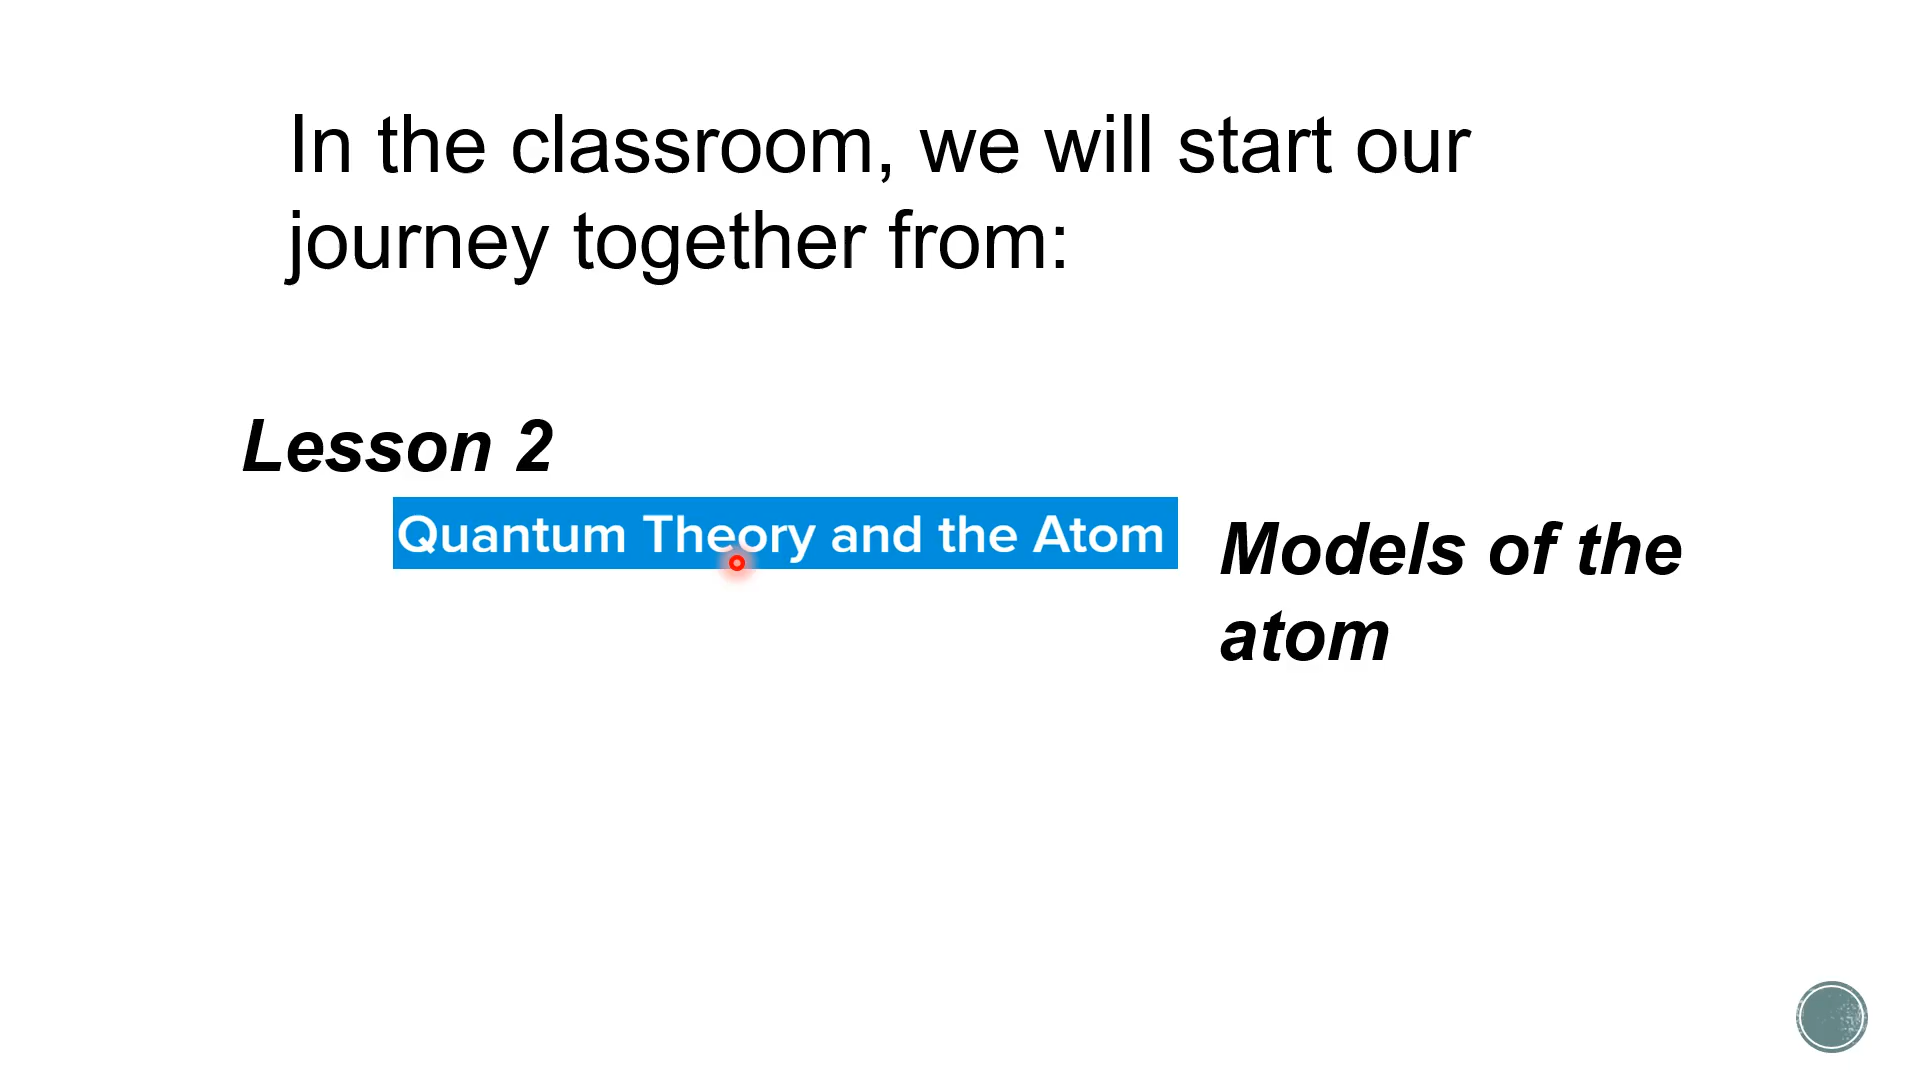 In the classroom, we will start our
journey together from:
Lesson 2
Quantum Theory and the Atom
Models of the
atom